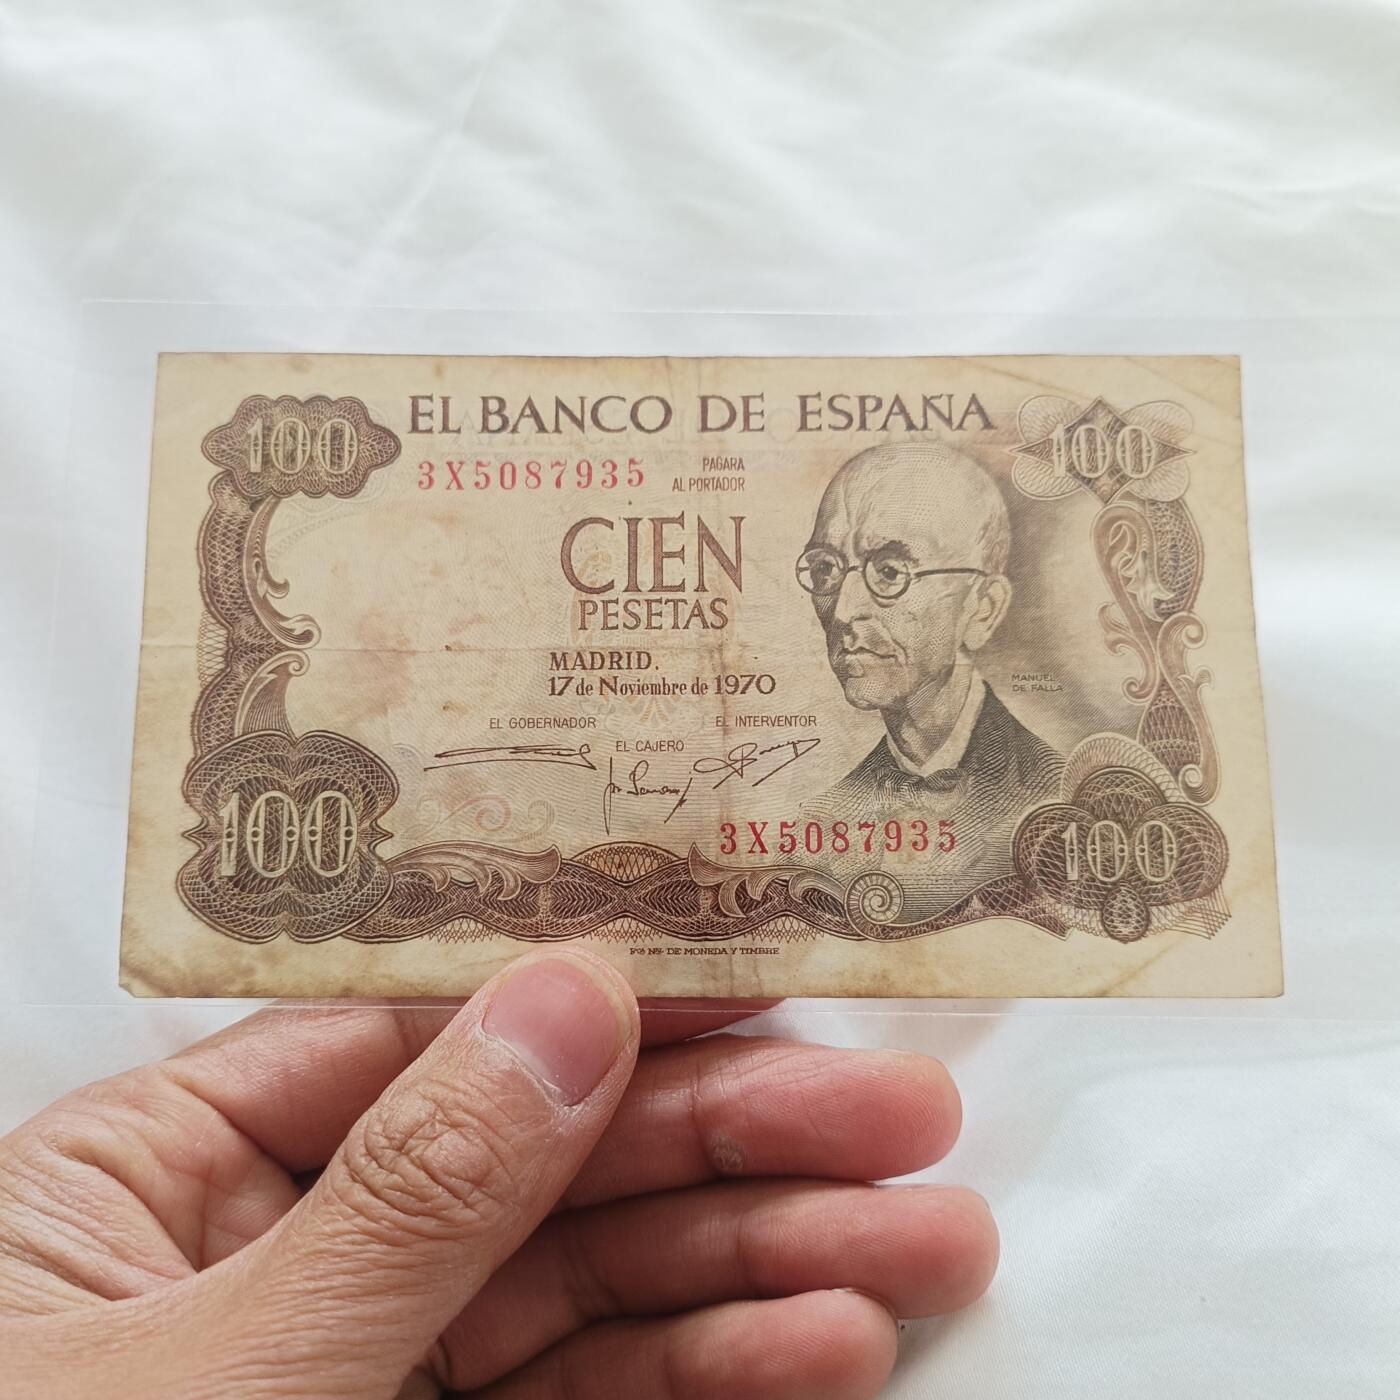 100
EL BANCO DE ESPAÑA
100
3X5087935
PAGARA
AL PORTADOR
CIEN
PESETAS
MADRID.
17 de Noviembre de 1970
MANUEL
DE FALLA
EL GOBERNADOR
EL CAJERO
EL INTERVENTOR
100
3X5087935
100
DE MONEDA Y TIMBRE